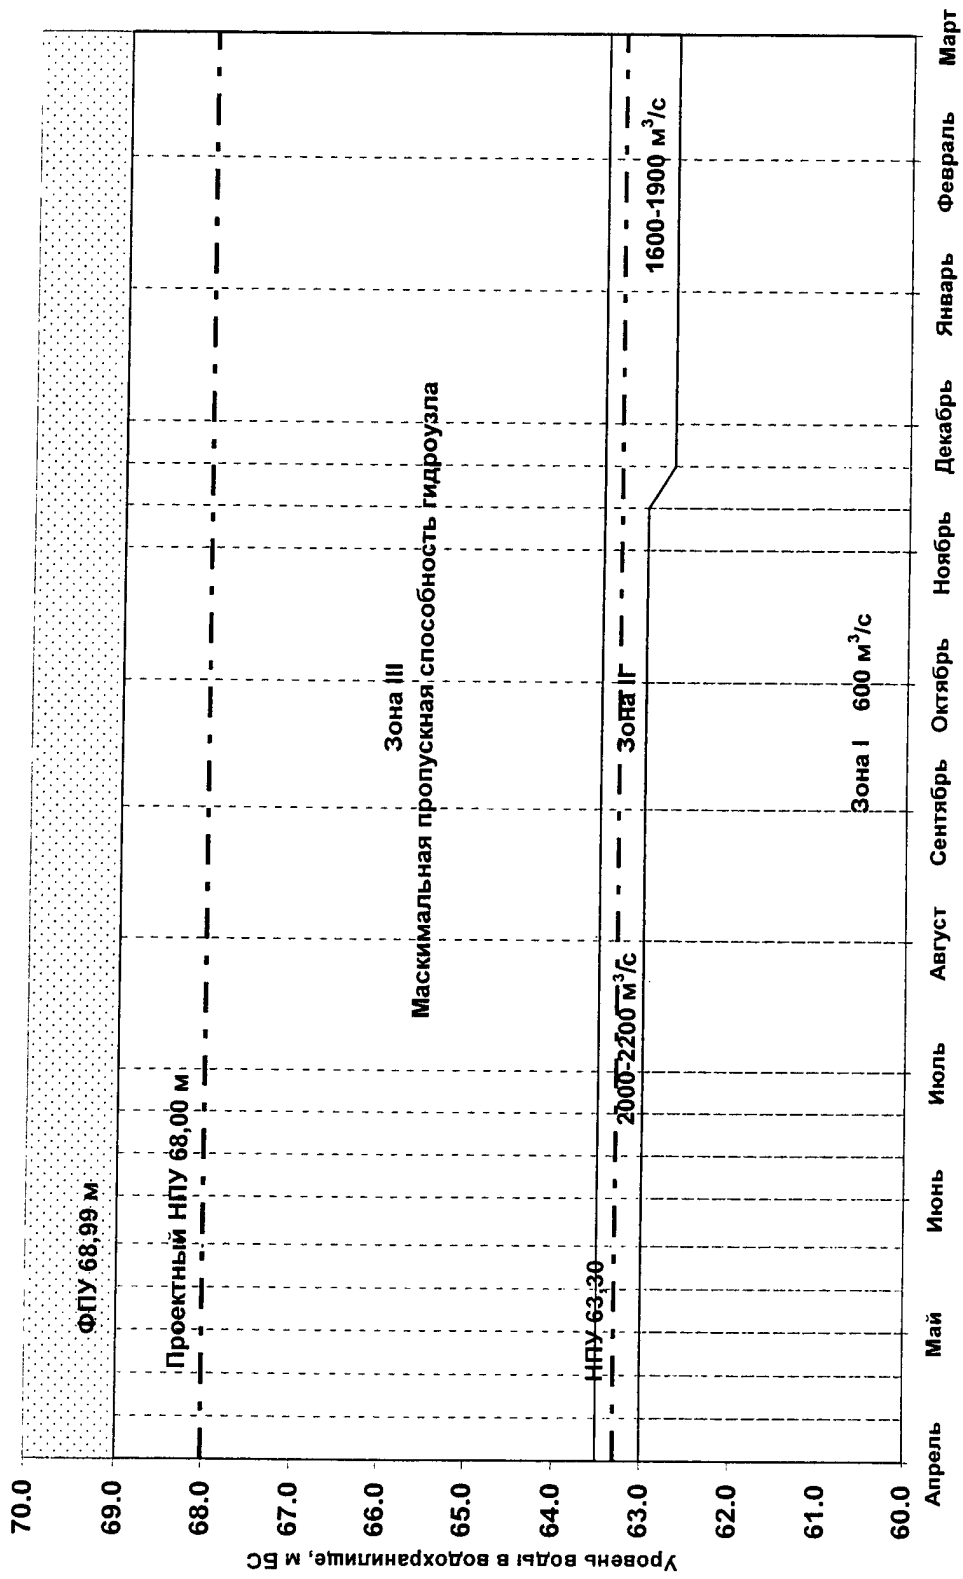 Уровень воды в водохранилище, м БС
70.0
69.0
68.0
67.0
66.0
65.0
64.0
63.0
62.0
61.0
60.0
ФПУ 68,99 м
Проектный НПУ 68,00 м
Зона III
Маскимальная пропускная способность гидроузла
НПУ 63,30
2000-2200 м³/с
Зона II
1600-1900 м³/с
Зона I 600 м³/с
Апрель
Май
Июнь
Июль
Август
Сентябрь
Октябрь
Ноябрь
Декабрь
Январь
Февраль
Март